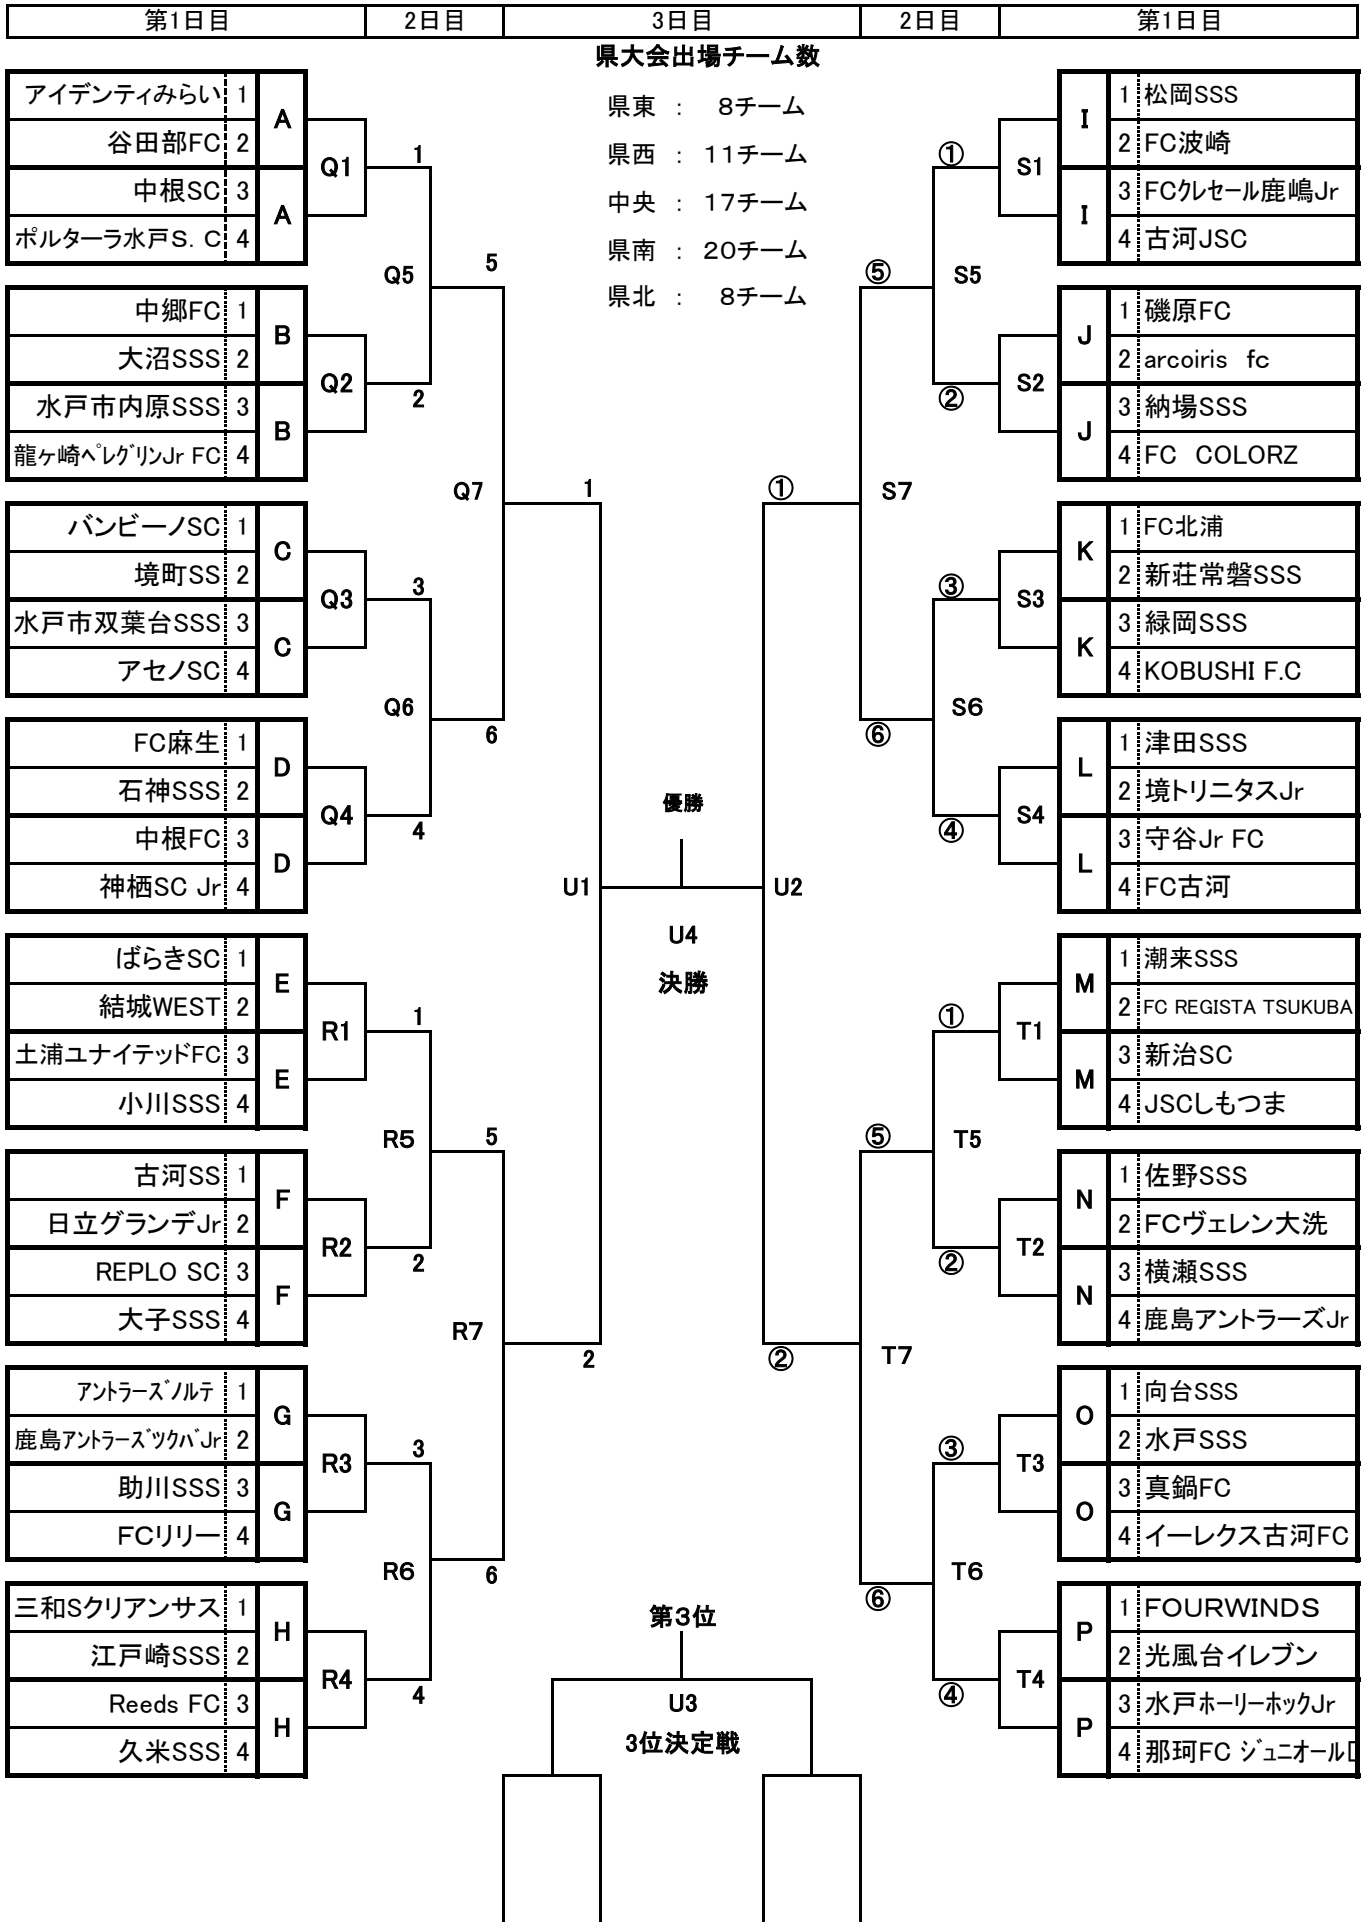 第1日目 2日目 3日目 2日目 第1日目
県大会出場チーム数
県東 : 8チーム
県西 : 11チーム
中央 : 17チーム
県南 : 20チーム
県北 : 8チーム
アイデンティみらい 1
谷田部FC 2
A
中根SC 3
ポルターラ水戸S. C 4
A
Q1
1
中郷FC 1
大沼SSS 2
B
水戸市内原SSS 3
龍ヶ崎ペレグリンJr FC 4
B
Q2
2
Q5
5
バンビーノSC 1
境町SS 2
C
水戸市双葉台SSS 3
アセノSC 4
C
Q3
3
FC麻生 1
石神SSS 2
D
中根FC 3
神栖SC Jr 4
D
Q4
4
Q6
6
Q7
1
ばらきSC 1
結城WEST 2
E
土浦ユナイテッドFC 3
小川SSS 4
E
R1
1
古河SS 1
日立グランデJr 2
F
REPLO SC 3
大子SSS 4
F
R2
2
R5
5
アントラーズノルテ 1
鹿島アントラーズツクバJr 2
G
助川SSS 3
FCリリー 4
G
R3
3
三和Sクリアンサス 1
江戸崎SSS 2
H
Reeds FC 3
久米SSS 4
H
R4
4
R6
6
R7
2
U1
優勝
U4
決勝
U2
第3位
U3
3位決定戦
I
1 松岡SSS
2 FC波崎
I
3 FCクレセール鹿嶋Jr
4 古河JSC
S1
①
J
1 磯原FC
2 arcoiris fc
J
3 納場SSS
4 FC COLORZ
S2
②
S5
⑤
K
1 FC北浦
2 新荘常磐SSS
K
3 緑岡SSS
4 KOBUSHI F.C
S3
③
L
1 津田SSS
2 境トリニタスJr
L
3 守谷Jr FC
4 FC古河
S4
④
S6
⑥
S7
①
M
1 潮来SSS
2 FC REGISTA TSUKUBA
M
3 新治SC
4 JSCしもつま
T1
①
N
1 佐野SSS
2 FCヴェレン大洗
N
3 横瀬SSS
4 鹿島アントラーズJr
T2
②
T5
⑤
O
1 向台SSS
2 水戸SSS
O
3 真鍋FC
4 イーレクス古河FC
T3
③
P
1 FOURWINDS
2 光風台イレブン
P
3 水戸ホーリーホックJr
4 那珂FC ジュニオール
T4
④
T6
⑥
T7
②